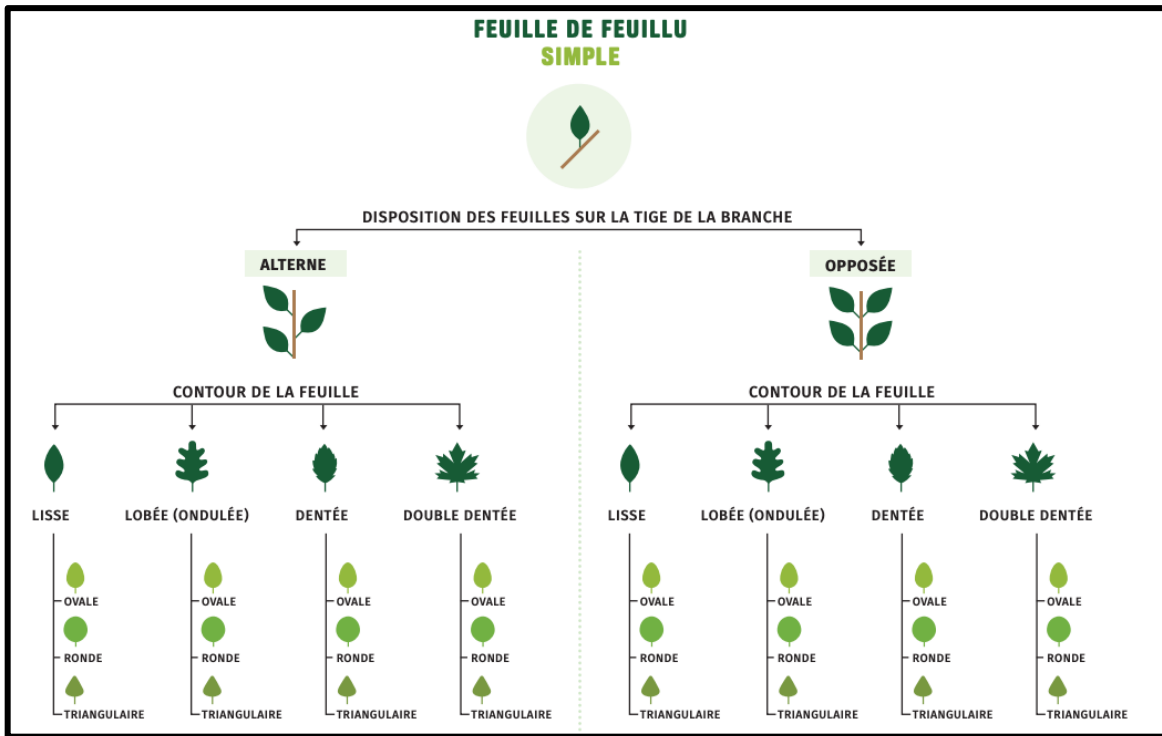 FEUILLE DE FEUILLU
SIMPLE
DISPOSITION DES FEUILLES SUR LA TIGE DE LA BRANCHE
ALTERNE
OPPOSÉE
CONTOUR DE LA FEUILLE
CONTOUR DE LA FEUILLE
LISSE
LOBÉE (ONDULÉE)
DENTÉE
DOUBLE DENTÉE
LISSE
LOBÉE (ONDULÉE)
DENTÉE
DOUBLE DENTÉE
OVALE
OVALE
OVALE
OVALE
OVALE
OVALE
OVALE
OVALE
RONDE
RONDE
RONDE
RONDE
RONDE
RONDE
RONDE
RONDE
TRIANGULAIRE
TRIANGULAIRE
TRIANGULAIRE
TRIANGULAIRE
TRIANGULAIRE
TRIANGULAIRE
TRIANGULAIRE
TRIANGULAIRE